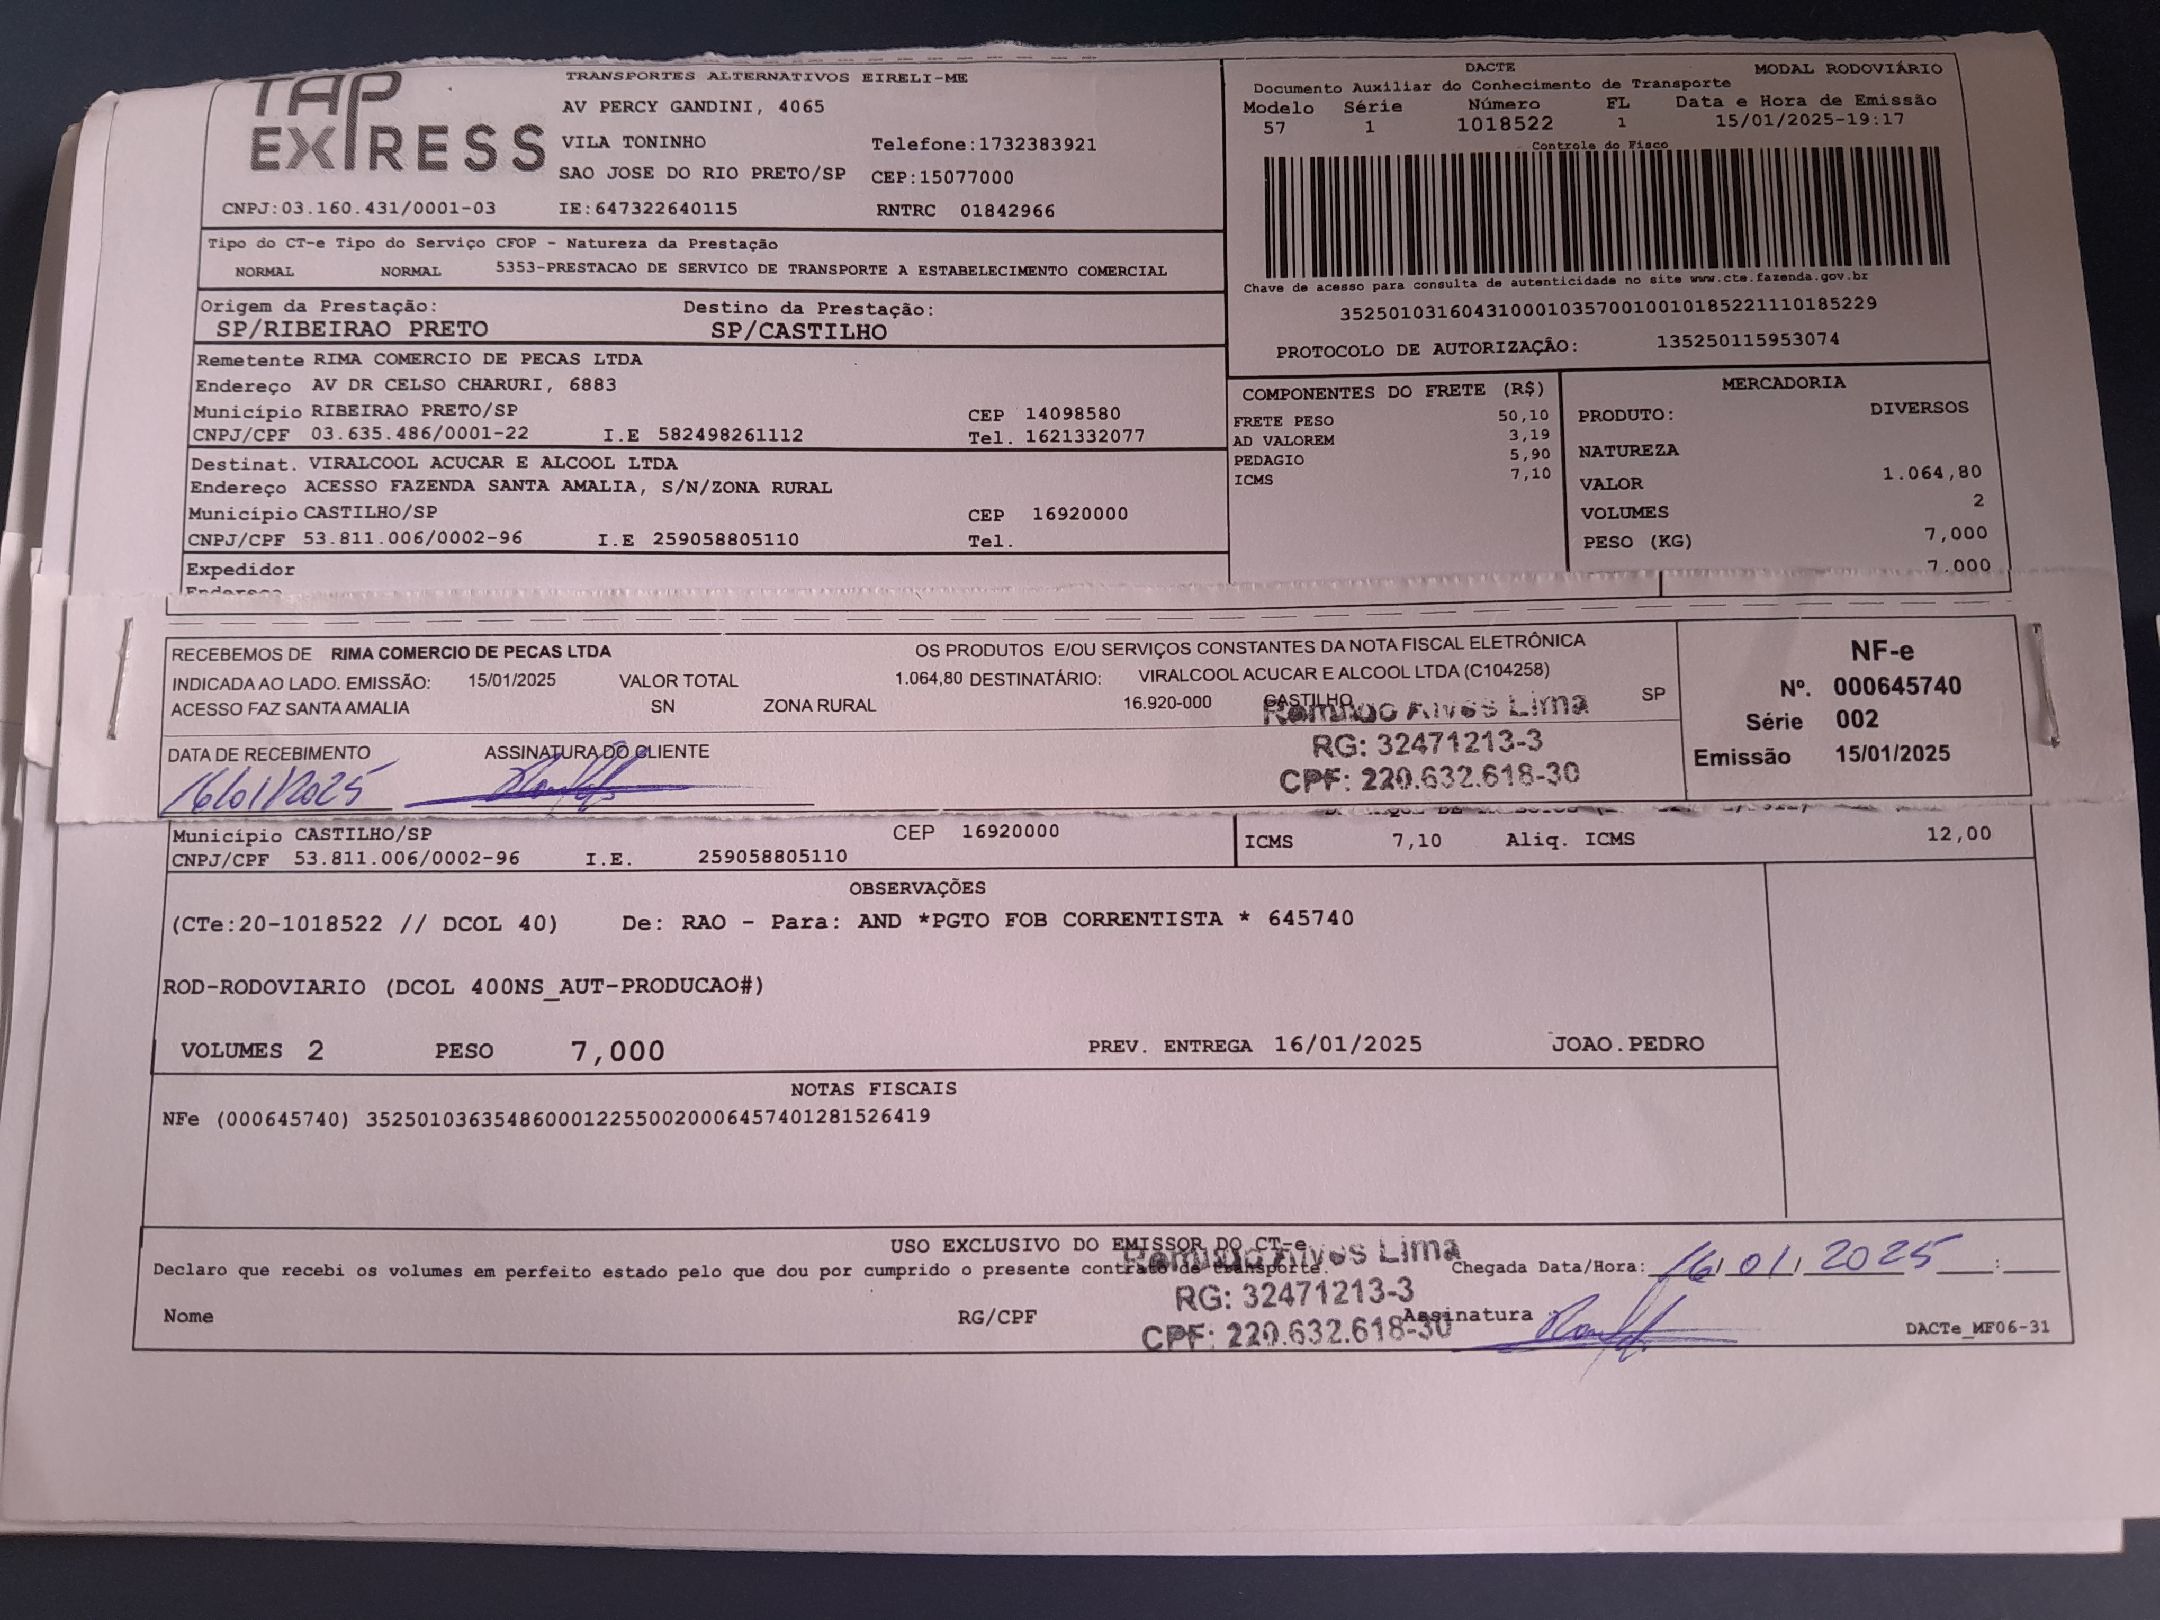 TAP
EXPRESS
TRANSPORTES ALTERNATIVOS EIRELI-ME
AV PERCY GANDINI, 4065
VILA TONINHO Telefone:1732383921
SAO JOSE DO RIO PRETO/SP CEP:15077000
CNPJ:03.160.431/0001-03 IE:647322640115 RNTRC 01842966
DACTE MODAL RODOVIÁRIO
Documento Auxiliar do Conhecimento de Transporte
Modelo Série Número FL Data e Hora de Emissão
57 1 1018522 1 15/01/2025-19:17
Controle do Fisco
Chave de acesso para consulta de autenticidade no site www.cte.fazenda.gov.br
35250103160431000103570010010185221110185229
PROTOCOLO DE AUTORIZAÇÃO: 135250115953074
Tipo do CT-e Tipo do Serviço CFOP - Natureza da Prestação
NORMAL NORMAL 5353-PRESTACAO DE SERVICO DE TRANSPORTE A ESTABELECIMENTO COMERCIAL
Origem da Prestação: Destino da Prestação:
SP/RIBEIRAO PRETO SP/CASTILHO
Remetente RIMA COMERCIO DE PECAS LTDA
Endereço AV DR CELSO CHARURI, 6883
Município RIBEIRAO PRETO/SP CEP 14098580
CNPJ/CPF 03.635.486/0001-22 I.E 582498261112 Tel. 1621332077
Destinat. VIRALCOOL ACUCAR E ALCOOL LTDA
Endereço ACESSO FAZENDA SANTA AMALIA, S/N/ZONA RURAL
Município CASTILHO/SP CEP 16920000
CNPJ/CPF 53.811.006/0002-96 I.E 259058805110 Tel.
Expedidor
Endereço
COMPONENTES DO FRETE (R$)
FRETE PESO 50,10
AD VALOREM 3,19
PEDAGIO 5,90
ICMS 7,10
MERCADORIA
PRODUTO: DIVERSOS
NATUREZA
VALOR 1.064,80
VOLUMES 2
PESO (KG) 7,000
7,000
RECEBEMOS DE RIMA COMERCIO DE PECAS LTDA OS PRODUTOS E/OU SERVIÇOS CONSTANTES DA NOTA FISCAL ELETRÔNICA
INDICADA AO LADO. EMISSÃO: 15/01/2025 VALOR TOTAL 1.064,80 DESTINATÁRIO: VIRALCOOL ACUCAR E ALCOOL LTDA (C104258)
ACESSO FAZ SANTA AMALIA SN ZONA RURAL 16.920-000 CASTILHO SP
DATA DE RECEBIMENTO ASSINATURA DO CLIENTE
16/01/2025
Alves Lima
RG: 32471213-3
CPF: 220.632.618-30
NF-e
Nº. 000645740
Série 002
Emissão 15/01/2025
Município CASTILHO/SP CEP 16920000
CNPJ/CPF 53.811.006/0002-96 I.E. 259058805110
ICMS 7,10 Aliq. ICMS 12,00
OBSERVAÇÕES
(CTe:20-1018522 // DCOL 40) De: RAO - Para: AND *PGTO FOB CORRENTISTA * 645740
ROD-RODOVIARIO (DCOL 400NS_AUT-PRODUCAO#)
VOLUMES 2 PESO 7,000 PREV. ENTREGA 16/01/2025 JOAO.PEDRO
NOTAS FISCAIS
NFe (000645740) 35250103635486000122550020006457401281526419
USO EXCLUSIVO DO EMISSOR DO CT-e
Declaro que recebi os volumes em perfeito estado pelo que dou por cumprido o presente contrato de transporte. Chegada Data/Hora: 16/01/2025 :
Nome RG/CPF Assinatura
Alves Lima
RG: 32471213-3
CPF: 220.632.618-30
DACTe_MF06-31